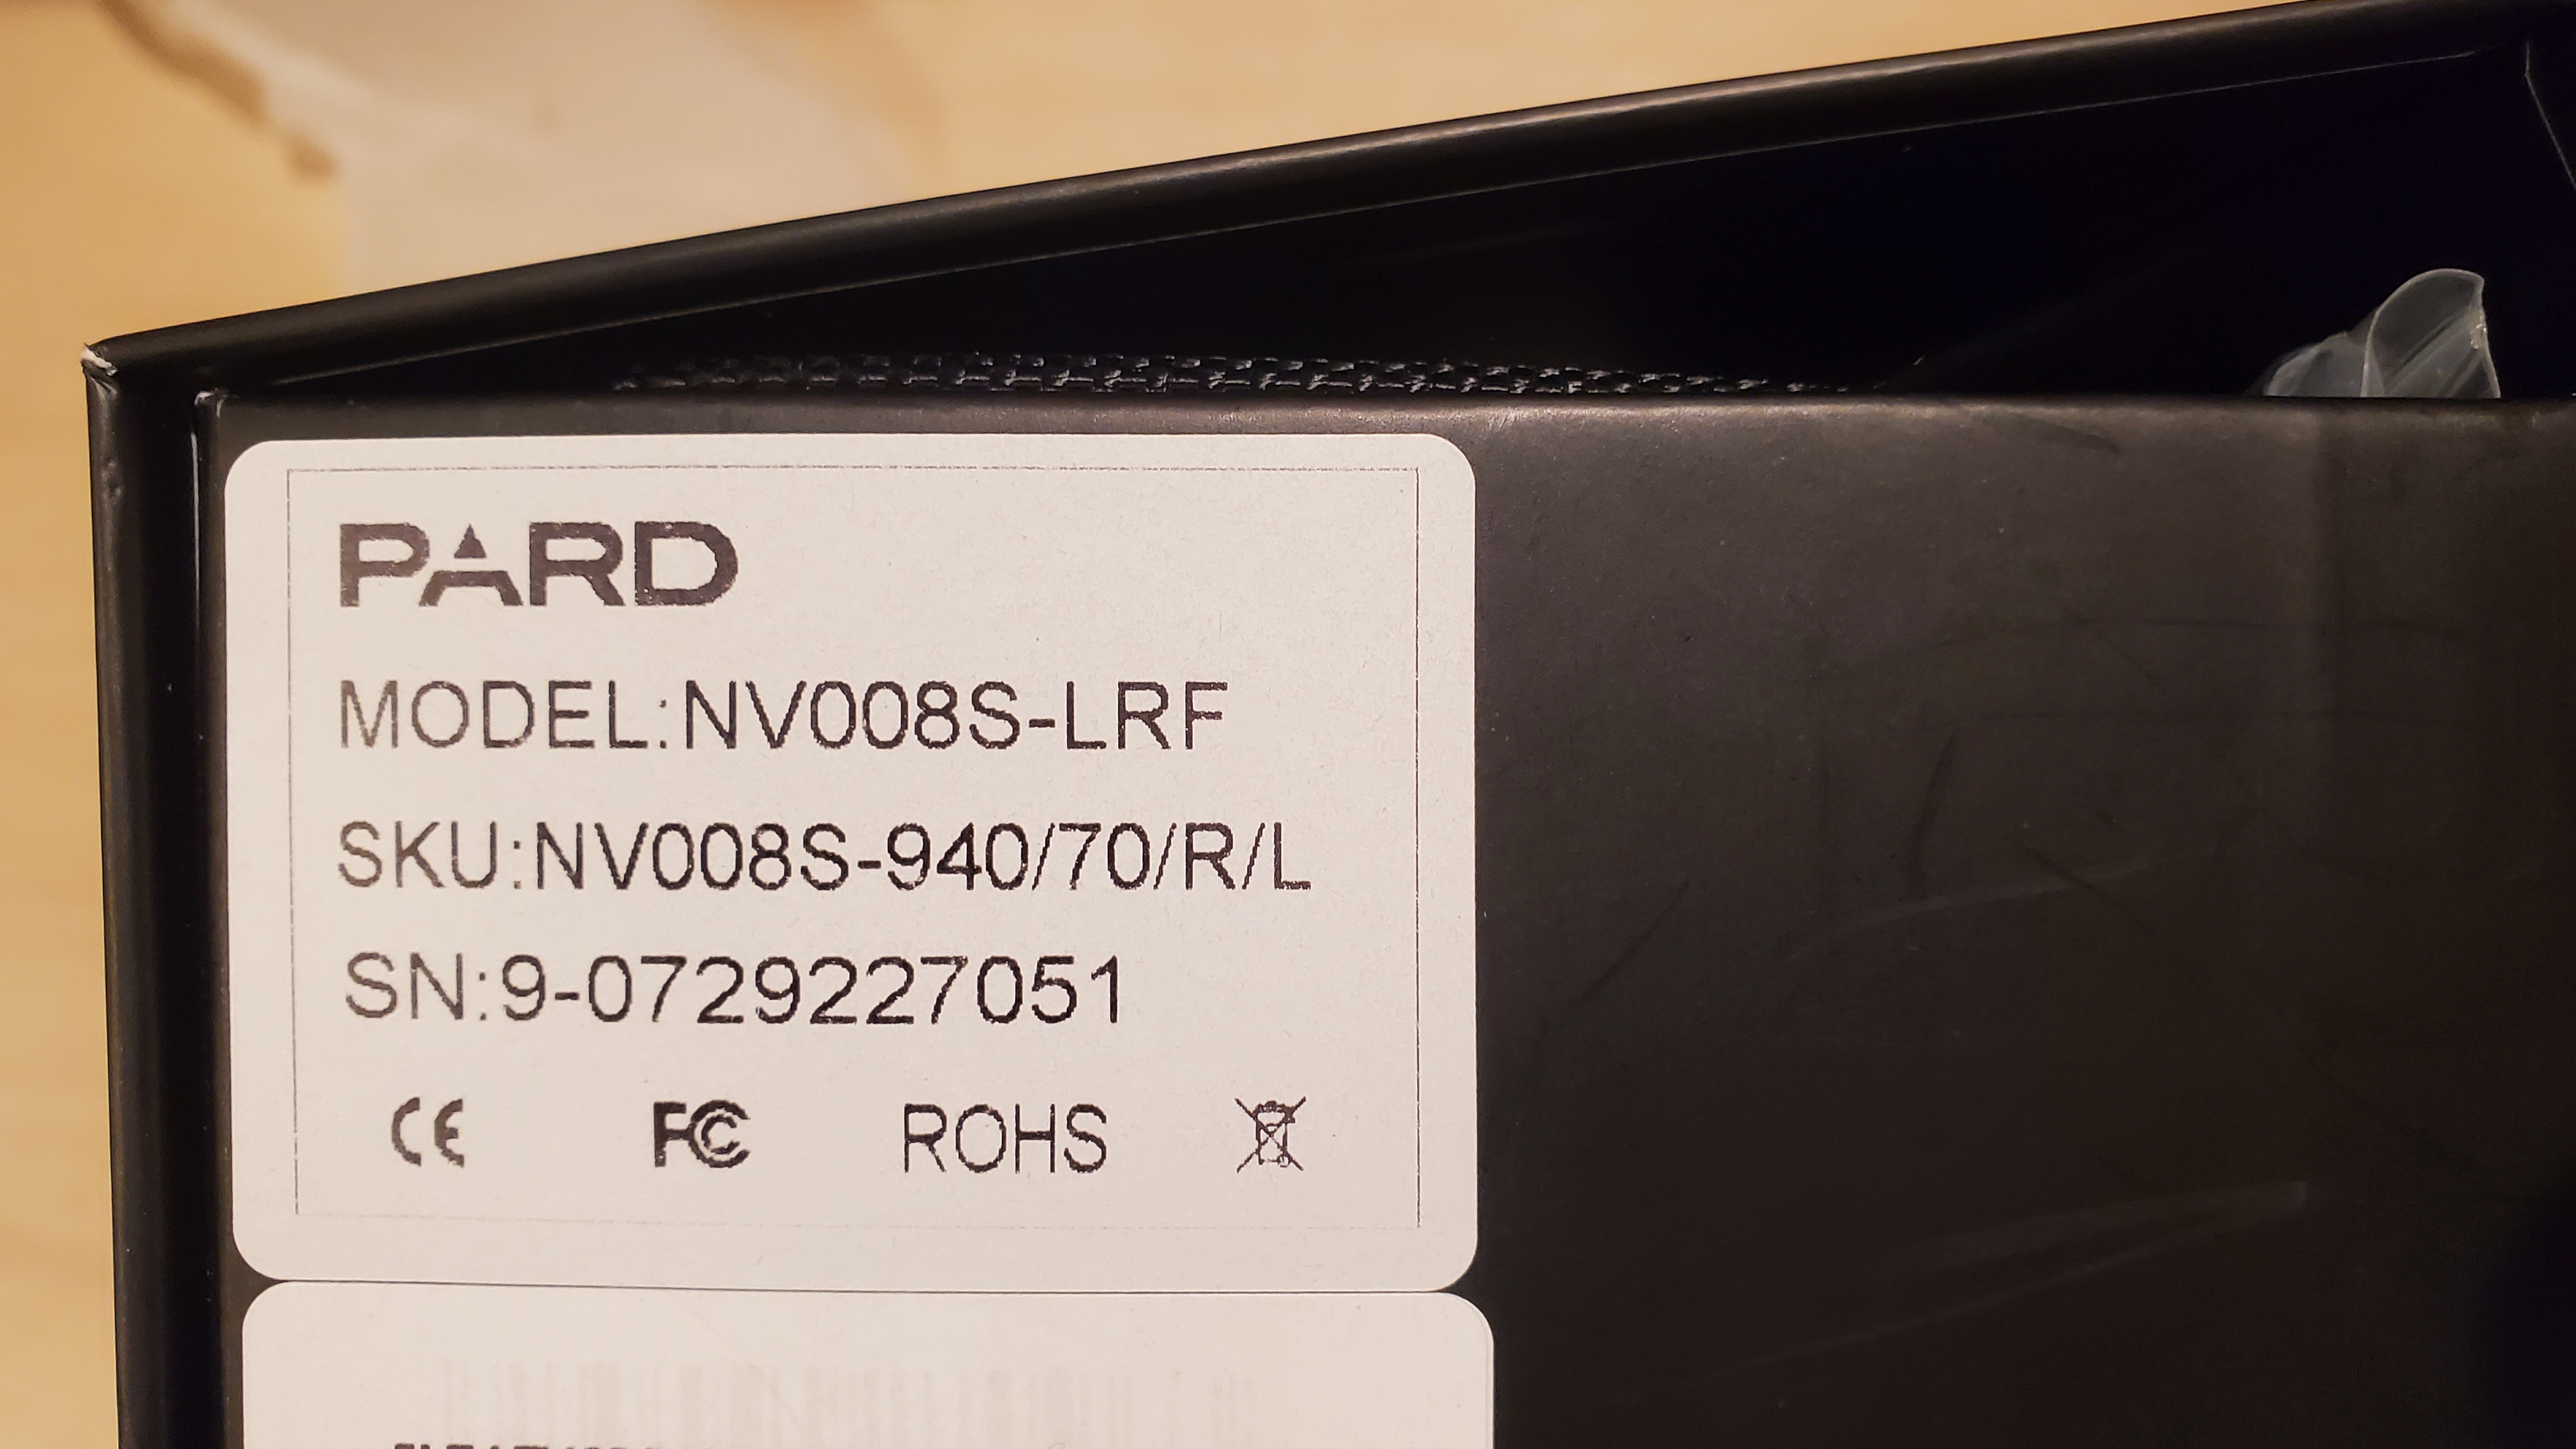 PARD
MODEL:NV008S-LRF
SKU:NV008S-940/70/R/L
SN:9-0729227051
CE FC ROHS